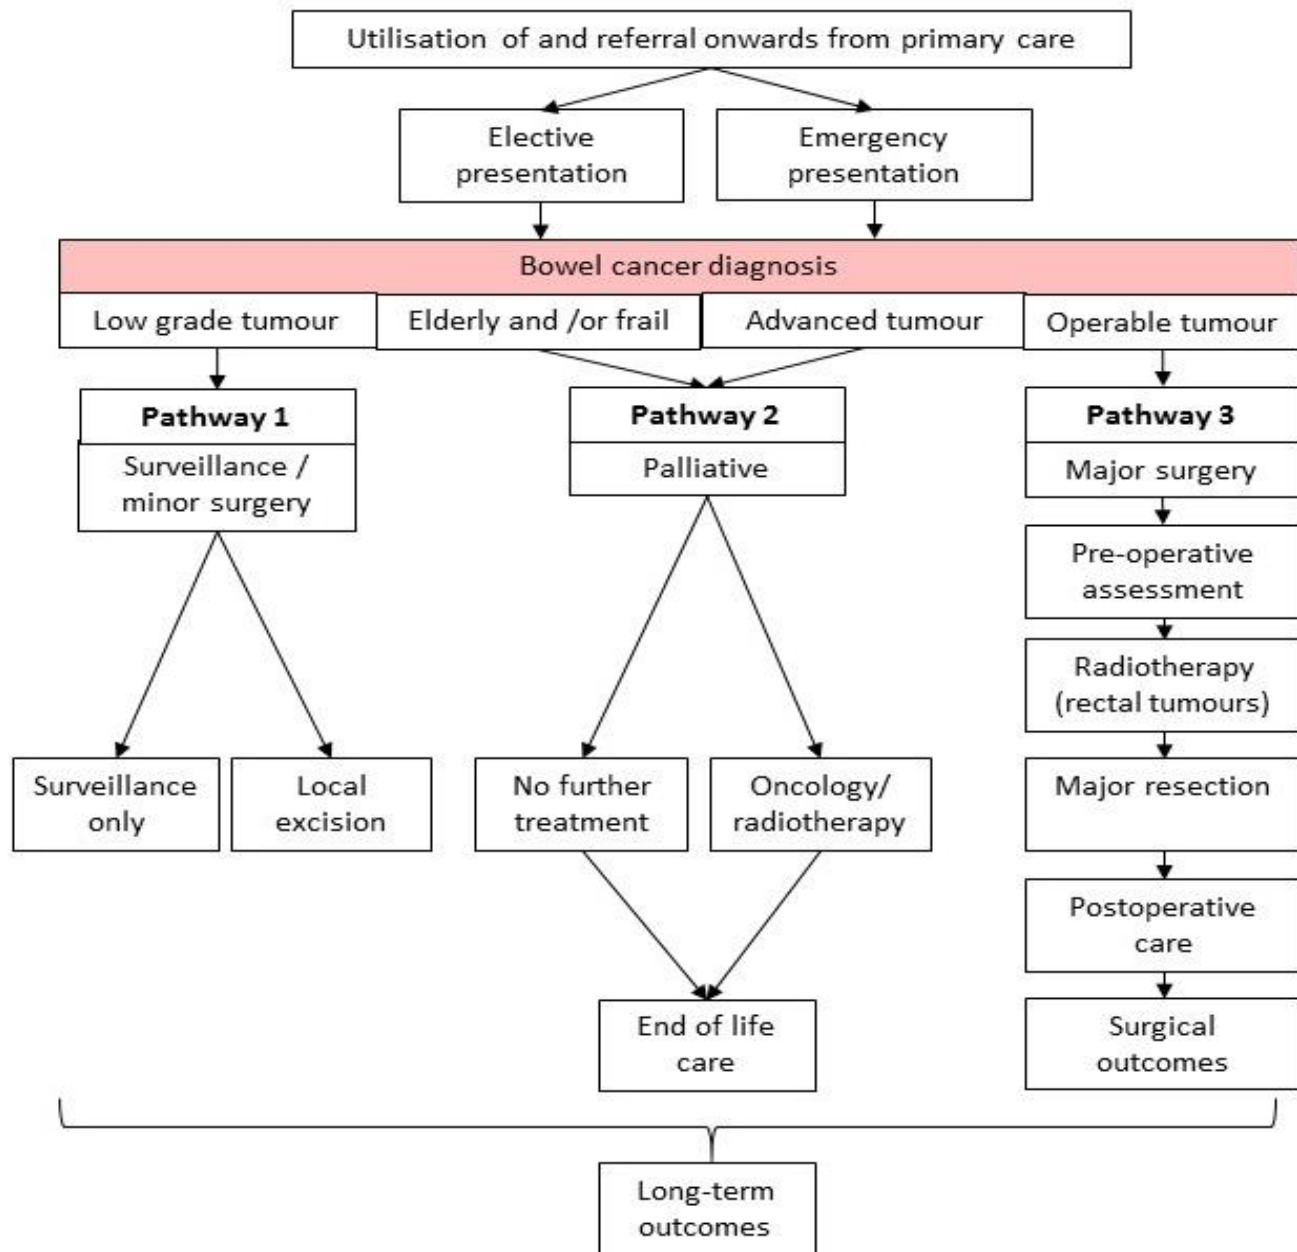 Utilisation of and referral onwards from primary care
Elective
presentation
Emergency
presentation
Bowel cancer diagnosis
Low grade tumour
Elderly and /or frail
Advanced tumour
Operable tumour
Pathway 1
Surveillance /
minor surgery
Pathway 2
Palliative
Pathway 3
Major surgery
Pre-operative
assessment
Radiotherapy
(rectal tumours)
Surveillance
only
Local
excision
No further
treatment
Oncology/
radiotherapy
Major resection
Postoperative
care
End of life
care
Surgical
outcomes
Long-term
outcomes